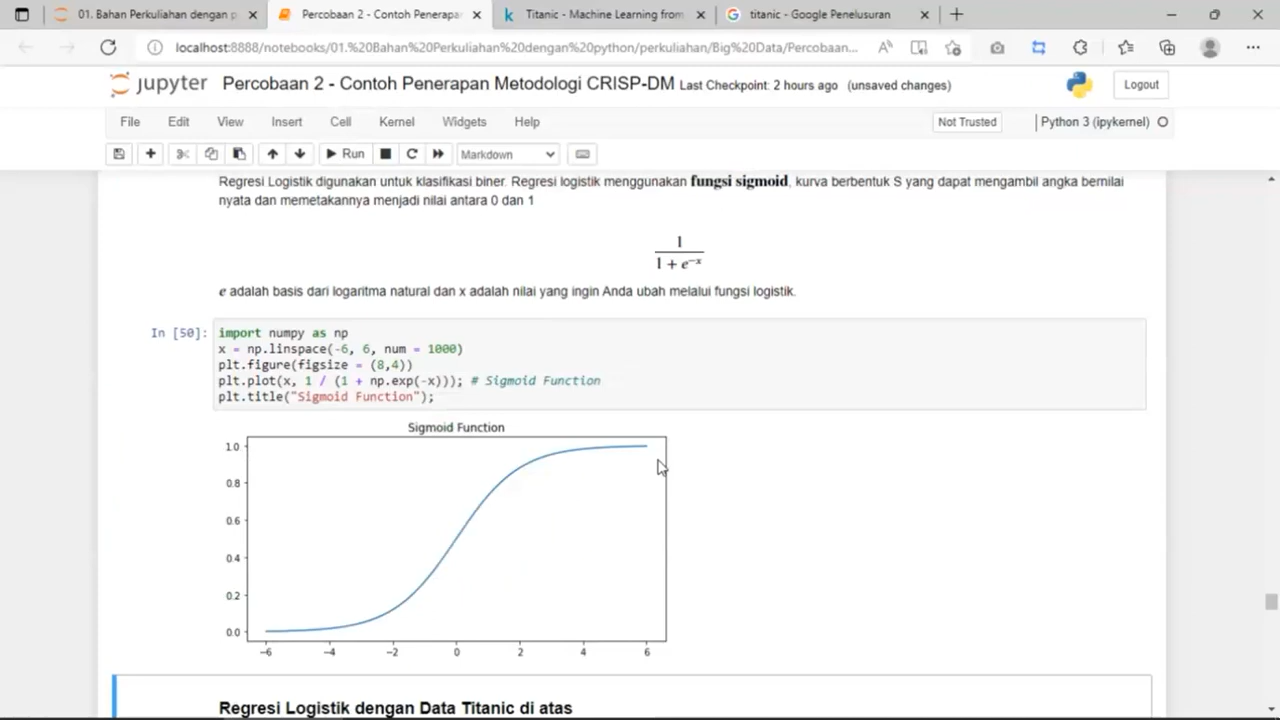 01. Bahan Perkuliahan dengan p
Percobaan 2 - Contoh Penerapa
Titanic - Machine Learning from
titanic - Google Penelusuran
localhost:8888/notebooks/01.%20Bahan%20Perkuliahan%20dengan%20python/perkuliahan/Big%20Data/Percobaan...
jupyter Percobaan 2 - Contoh Penerapan Metodologi CRISP-DM Last Checkpoint: 2 hours ago (unsaved changes) Logout
File Edit View Insert Cell Kernel Widgets Help Not Trusted Python 3 (ipykernel)
Run Markdown
Regresi Logistik digunakan untuk klasifikasi biner. Regresi logistik menggunakan fungsi sigmoid, kurva berbentuk S yang dapat mengambil angka bernilai
nyata dan memetakannya menjadi nilai antara 0 dan 1
1
1 + e^{-x}
e adalah basis dari logaritma natural dan x adalah nilai yang ingin Anda ubah melalui fungsi logistik.
In [50]: import numpy as np
x = np.linspace(-6, 6, num = 1000)
plt.figure(figsize = (8,4))
plt.plot(x, 1 / (1 + np.exp(-x))); # Sigmoid Function
plt.title("Sigmoid Function");
Sigmoid Function
1.0
0.8
0.6
0.4
0.2
0.0
−6 −4 −2 0 2 4 6
Regresi Logistik dengan Data Titanic di atas